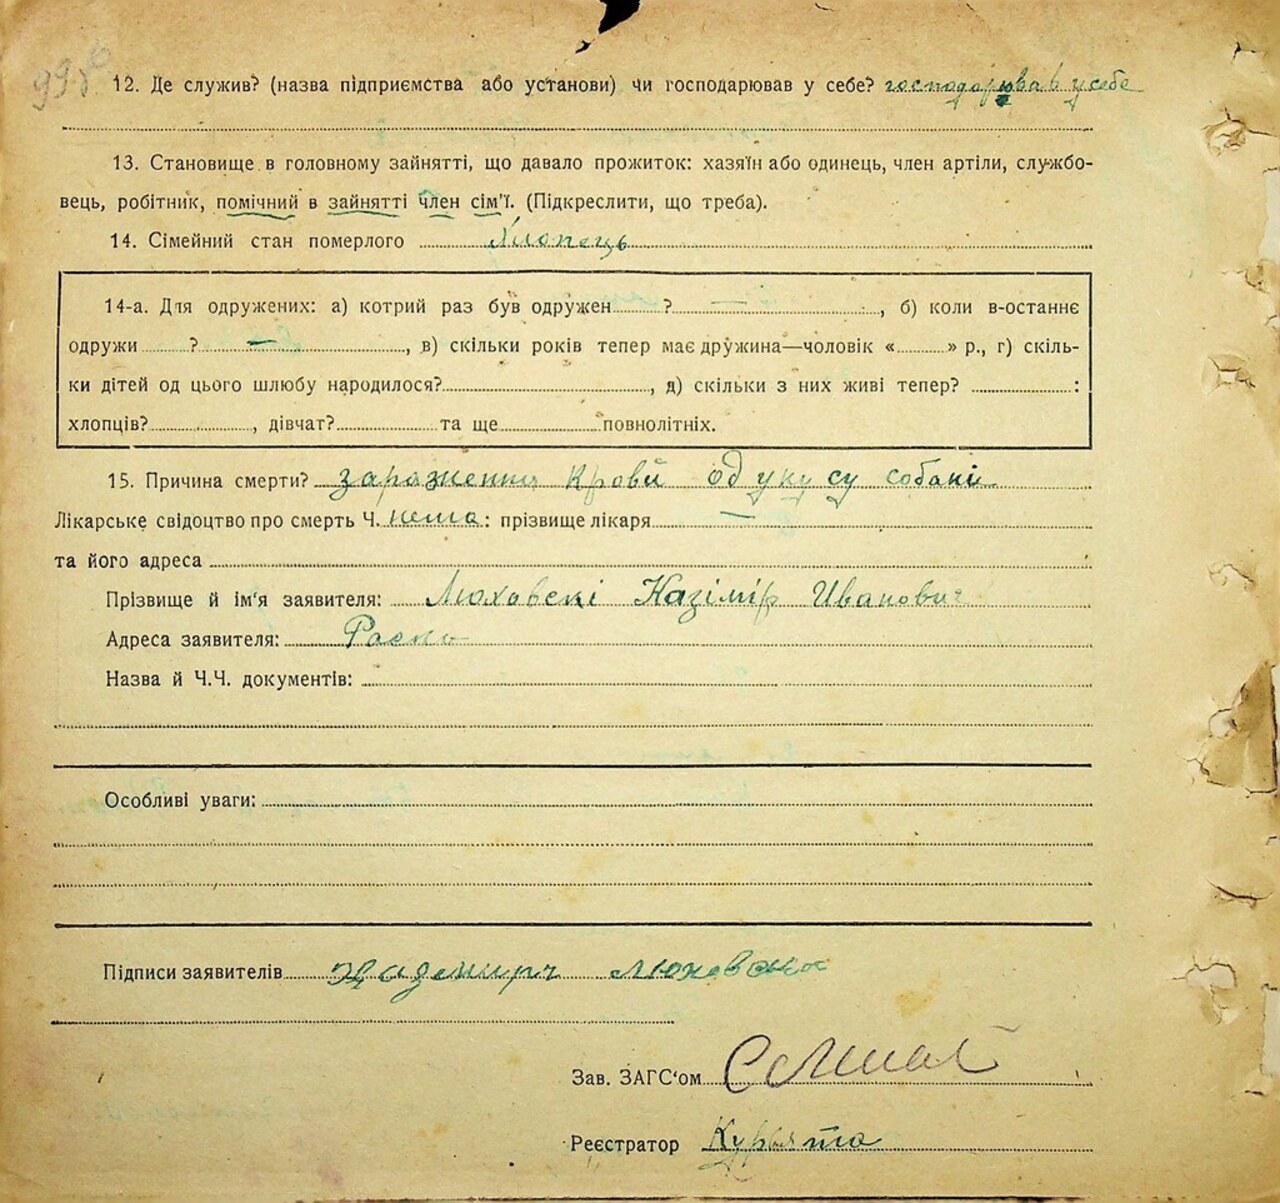 12. Де служив? (назва підприємства або установи) чи господарював у себе? господарював у себе
13. Становище в головному зайнятті, що давало прожиток: хазяїн або одинець, член артіли, службо-
вець, робітник, помічний в зайнятті член сім'ї. (Підкреслити, що треба).
14. Сімейний стан померлого Хлопець
14-а. Для одружених: а) котрий раз був одружен ? — , б) коли в-останнє
одружи ? — , в) скільки років тепер має дружина—чоловік « » р., г) скіль-
ки дітей од цього шлюбу народилося? , д) скільки з них живі тепер? :
хлопців? , дівчат? та ще повнолітніх.
15. Причина смерти? зараження крови од укусу собаки
Лікарське свідоцтво про смерть Ч. нема : прізвище лікаря —
та його адреса
Прізвище й ім'я заявителя: Люховскі Казімір Иванович
Адреса заявителя:
Назва й Ч.Ч. документів:
Особливі уваги:
Підписи заявителів
Зав. ЗАГС'ом
Реєстратор Курята